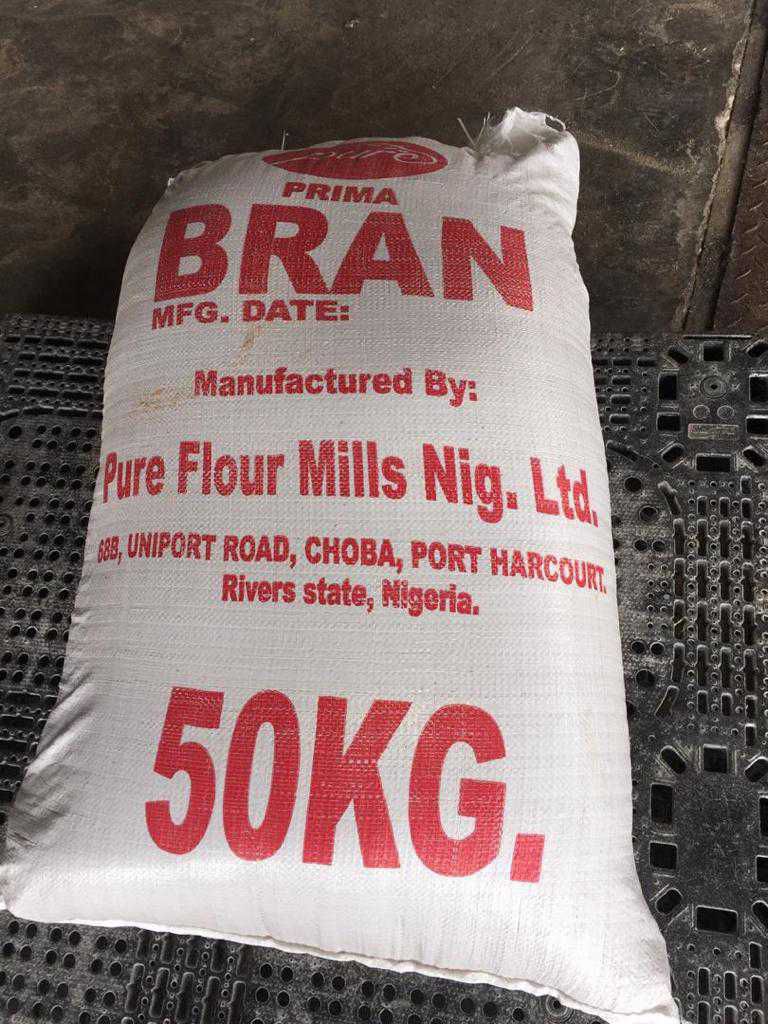 PRIMA
BRAN
MFG. DATE:
Manufactured By:
Pure Flour Mills Nig. Ltd.
68B, UNIPORT ROAD, CHOBA, PORT HARCOURT.
Rivers state, Nigeria.
50KG.